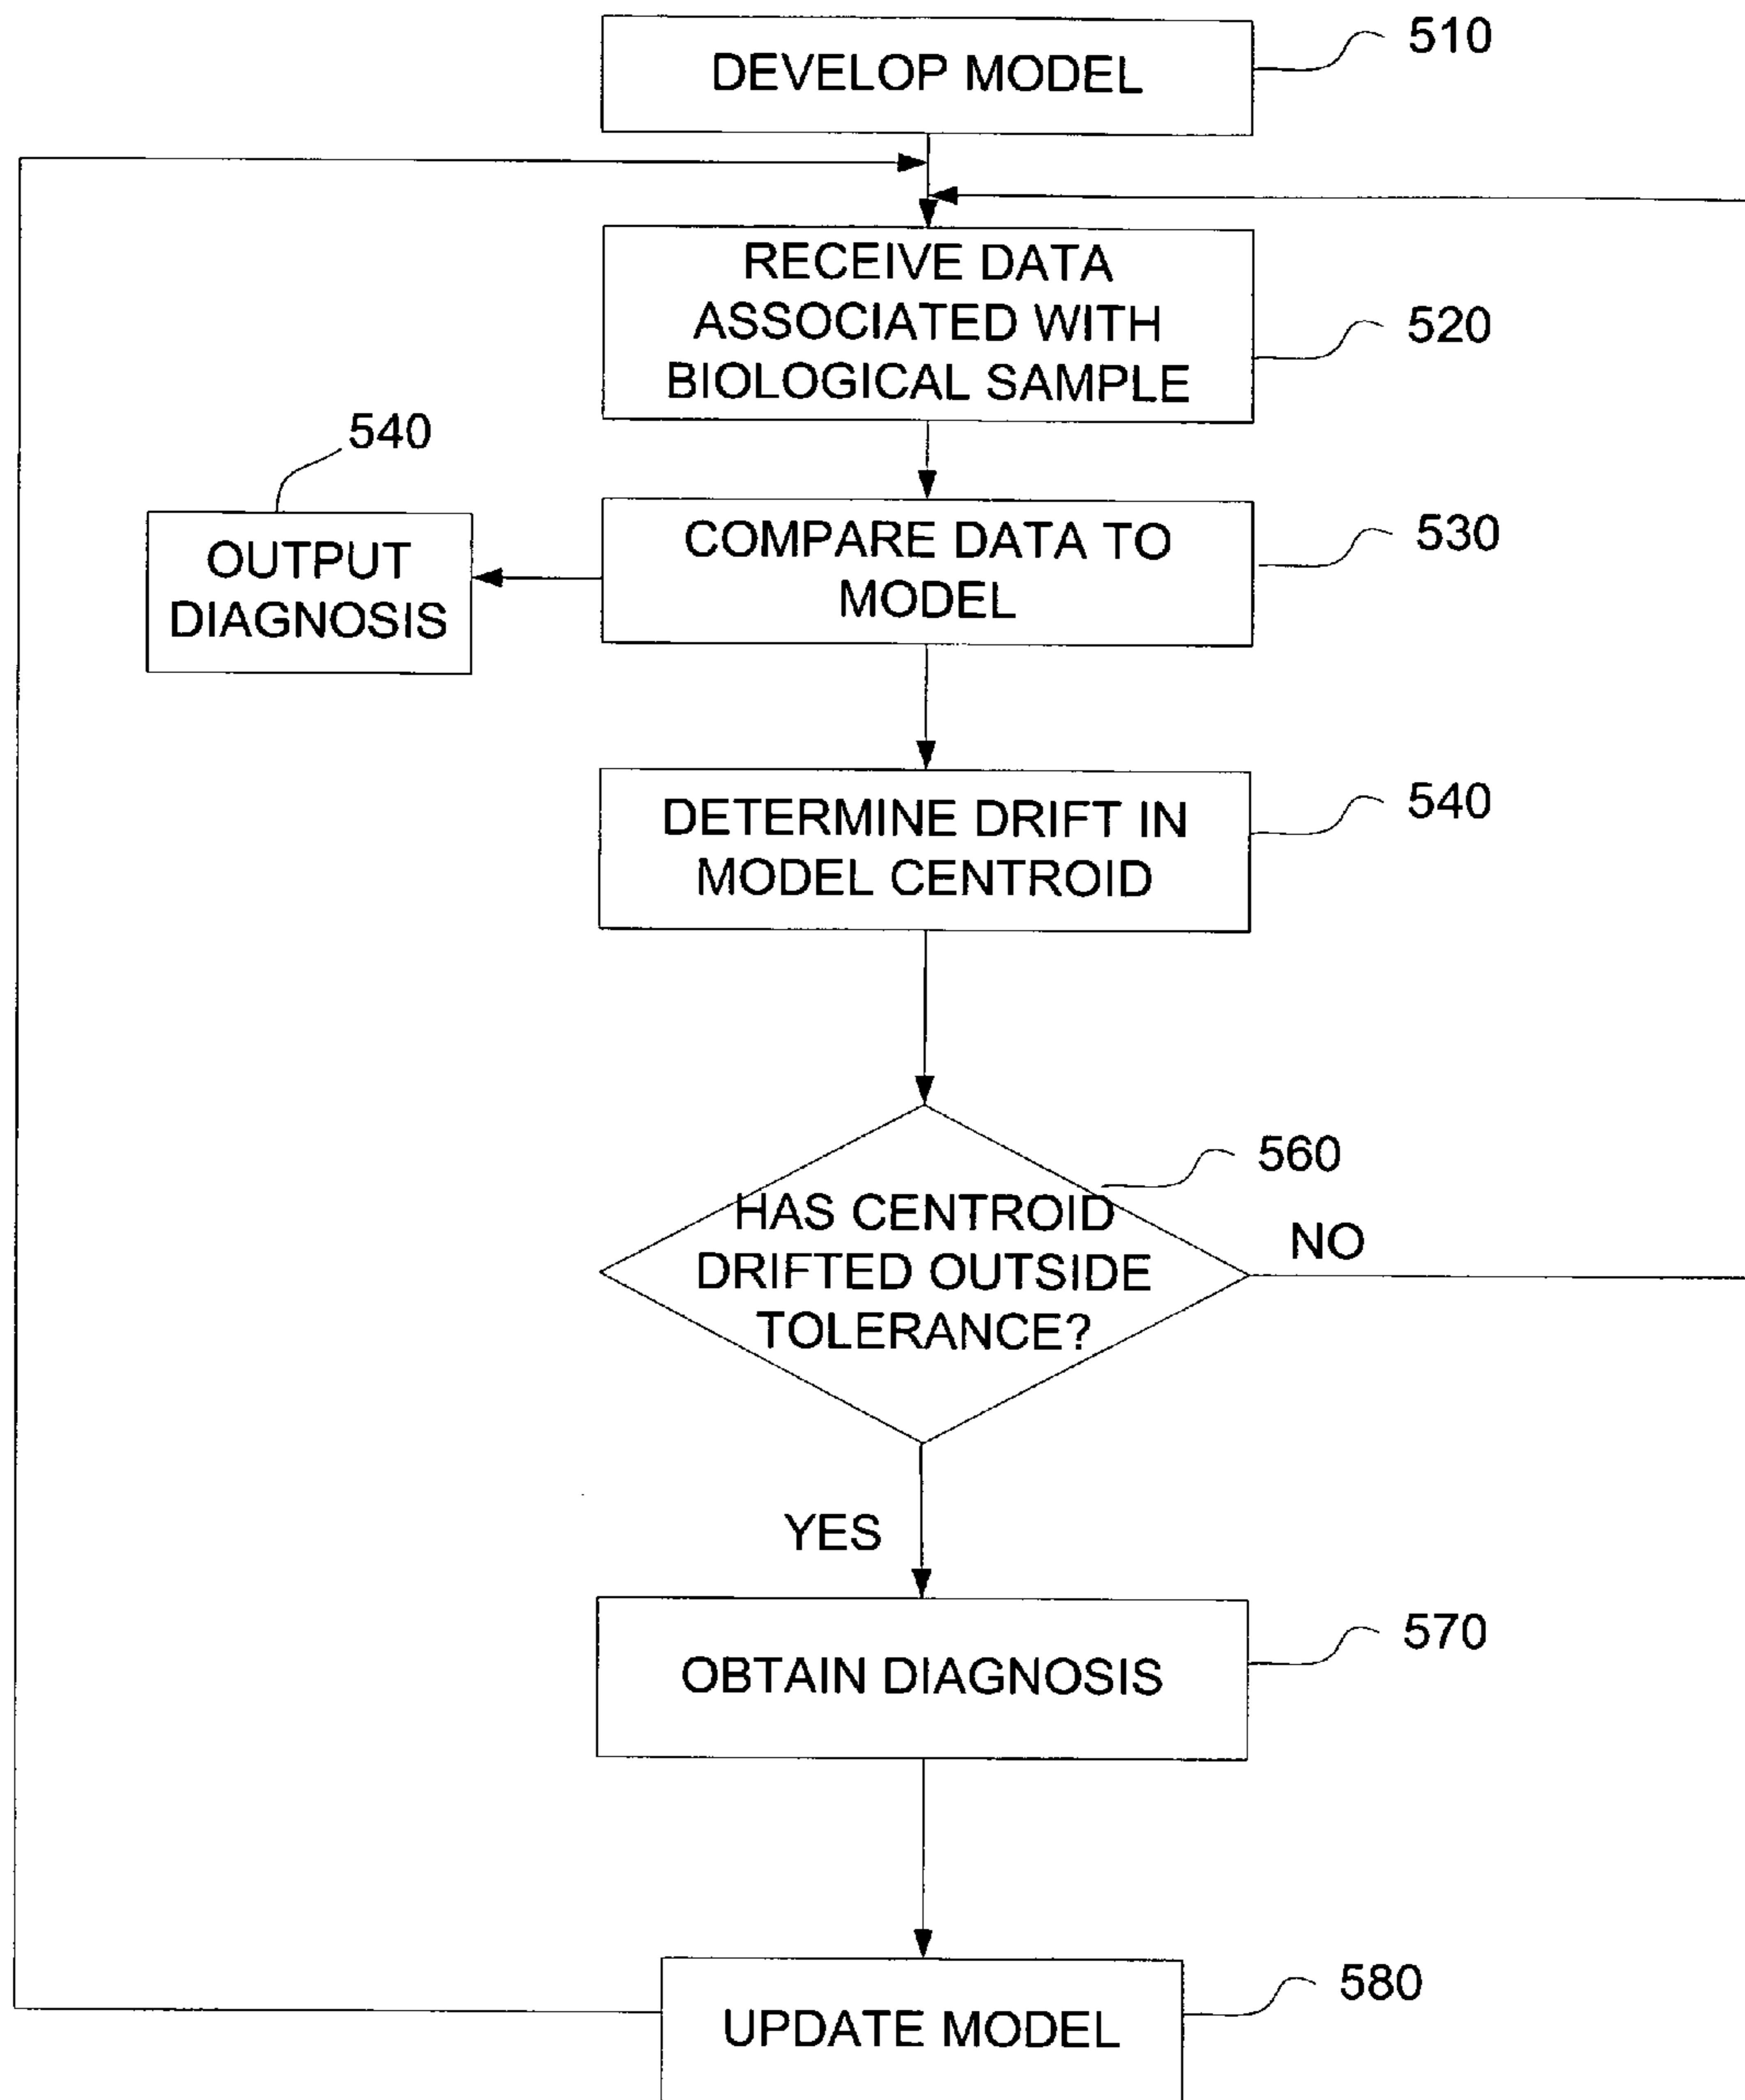 DEVELOP MODEL
510
RECEIVE DATA
ASSOCIATED WITH
BIOLOGICAL SAMPLE
520
540
OUTPUT
DIAGNOSIS
COMPARE DATA TO
MODEL
530
DETERMINE DRIFT IN
MODEL CENTROID
540
560
HAS CENTROID
DRIFTED OUTSIDE
TOLERANCE?
NO
YES
OBTAIN DIAGNOSIS
570
UPDATE MODEL
580